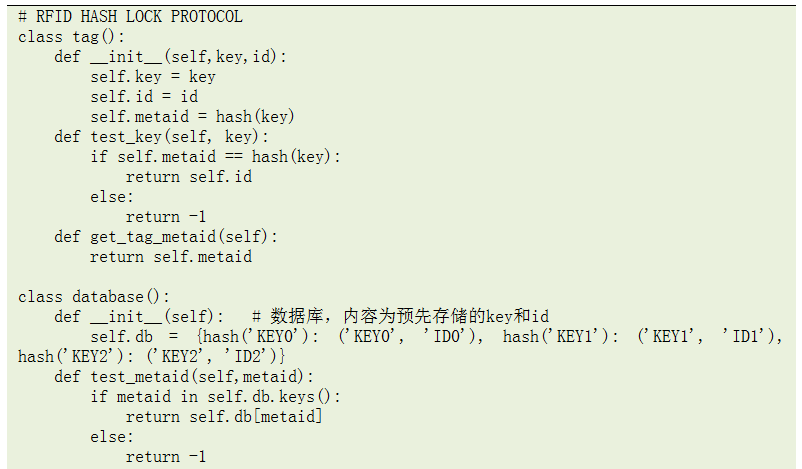 # RFID HASH LOCK PROTOCOL
class tag():
    def __init__(self,key,id):
        self.key = key
        self.id = id
        self.metaid = hash(key)
    def test_key(self, key):
        if self.metaid == hash(key):
            return self.id
        else:
            return -1
    def get_tag_metaid(self):
        return self.metaid

class database():
    def __init__(self):   # 数据库，内容为预先存储的key和id
        self.db = {hash('KEY0'): ('KEY0', 'ID0'), hash('KEY1'): ('KEY1', 'ID1'),
hash('KEY2'): ('KEY2', 'ID2')}
    def test_metaid(self,metaid):
        if metaid in self.db.keys():
            return self.db[metaid]
        else:
            return -1